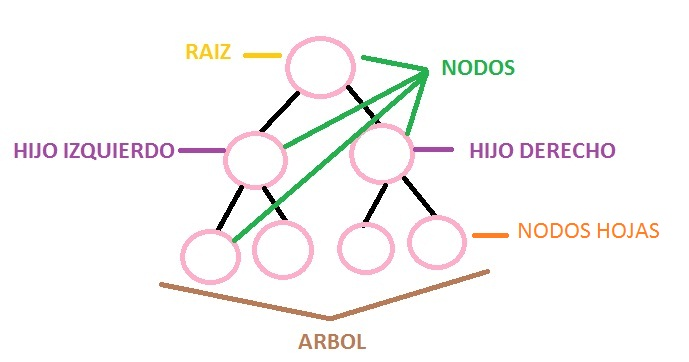 RAIZ
NODOS
HIJO IZQUIERDO
HIJO DERECHO
NODOS HOJAS
ARBOL